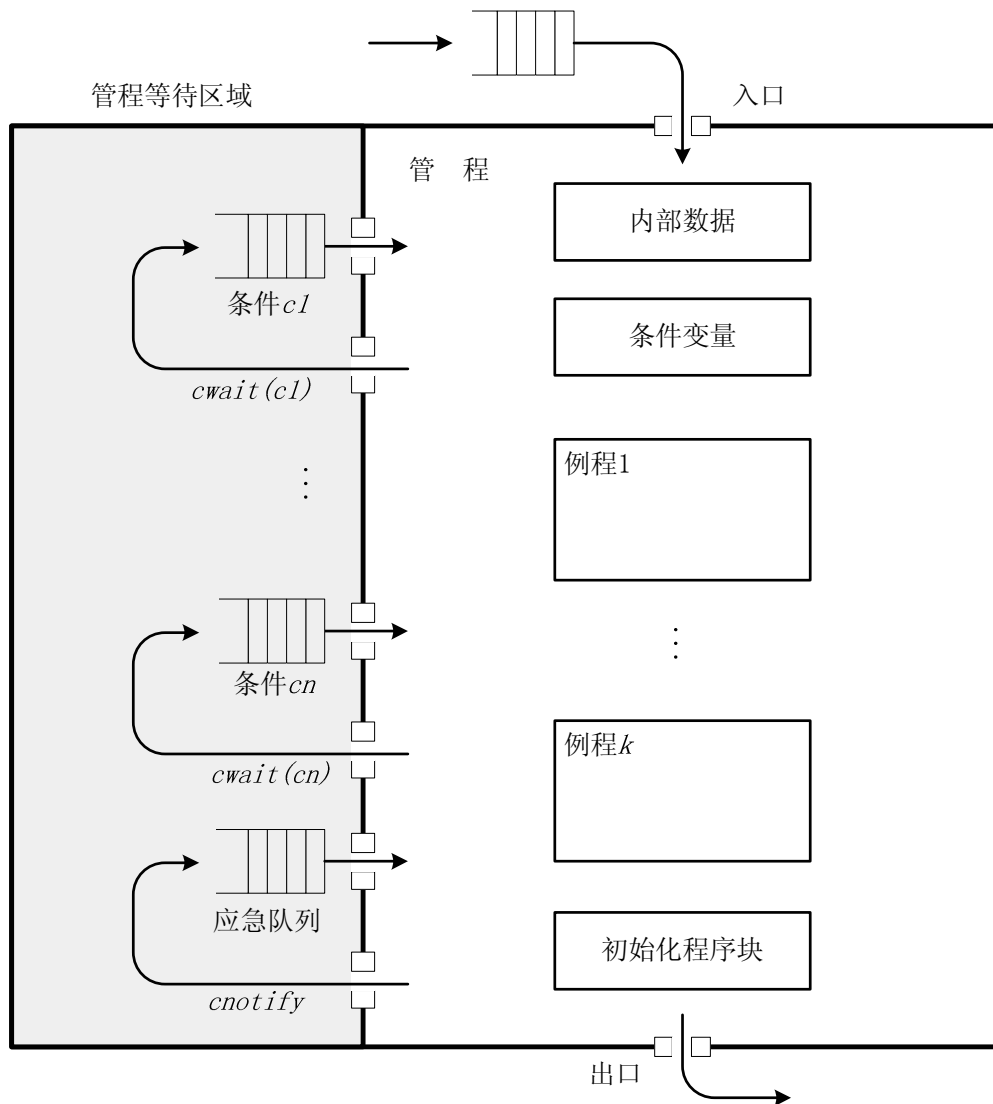 管程等待区域
入口
管 程
内部数据
条件c1
条件变量
cwait(c1)
例程1
条件cn
例程k
cwait(cn)
应急队列
初始化程序块
cnotify
出口